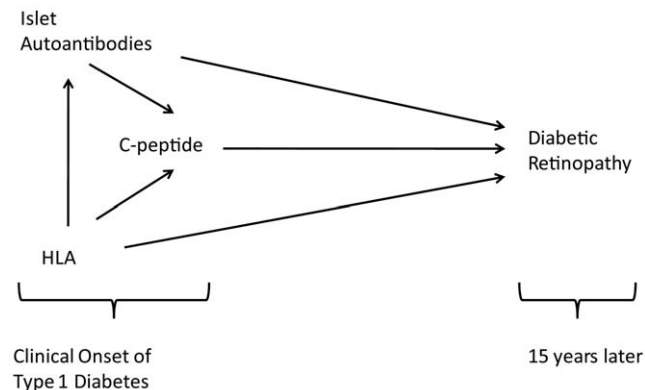 Islet
Autoantibodies
C-peptide
Diabetic
Retinopathy
HLA
Clinical Onset of
Type 1 Diabetes
15 years later